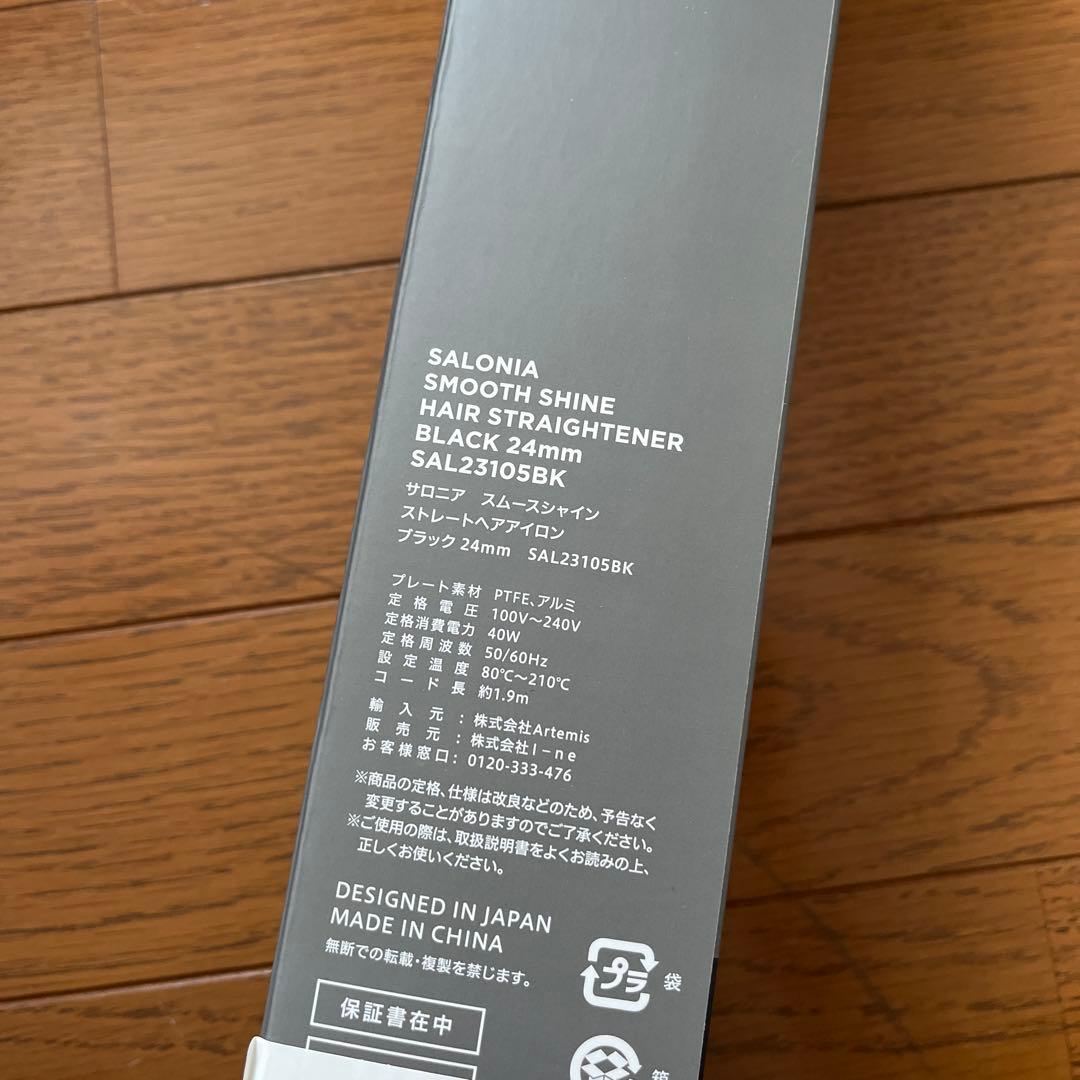 SALONIA
SMOOTH SHINE
HAIR STRAIGHTENER
BLACK 24mm
SAL23105BK
サロニア スムースシャイン
ストレートヘアアイロン
ブラック 24mm SAL23105BK
プレート素材 PTFE、アルミ
定格電圧 100V～240V
定格消費電力 40W
定格周波数 50/60Hz
設定温度 80℃～210℃
コード長 約1.9m
輸入元:株式会社Artemis
販売元:株式会社I－ne
お客様窓口:0120-333-476
※商品の定格、仕様は改良などのため、予告なく
変更することがありますのでご了承ください。
※ご使用の際は、取扱説明書をよくお読みの上、
正しくお使いください。
DESIGNED IN JAPAN
MADE IN CHINA
無断での転載・複製を禁じます。
プラ 袋
保証書在中
箱